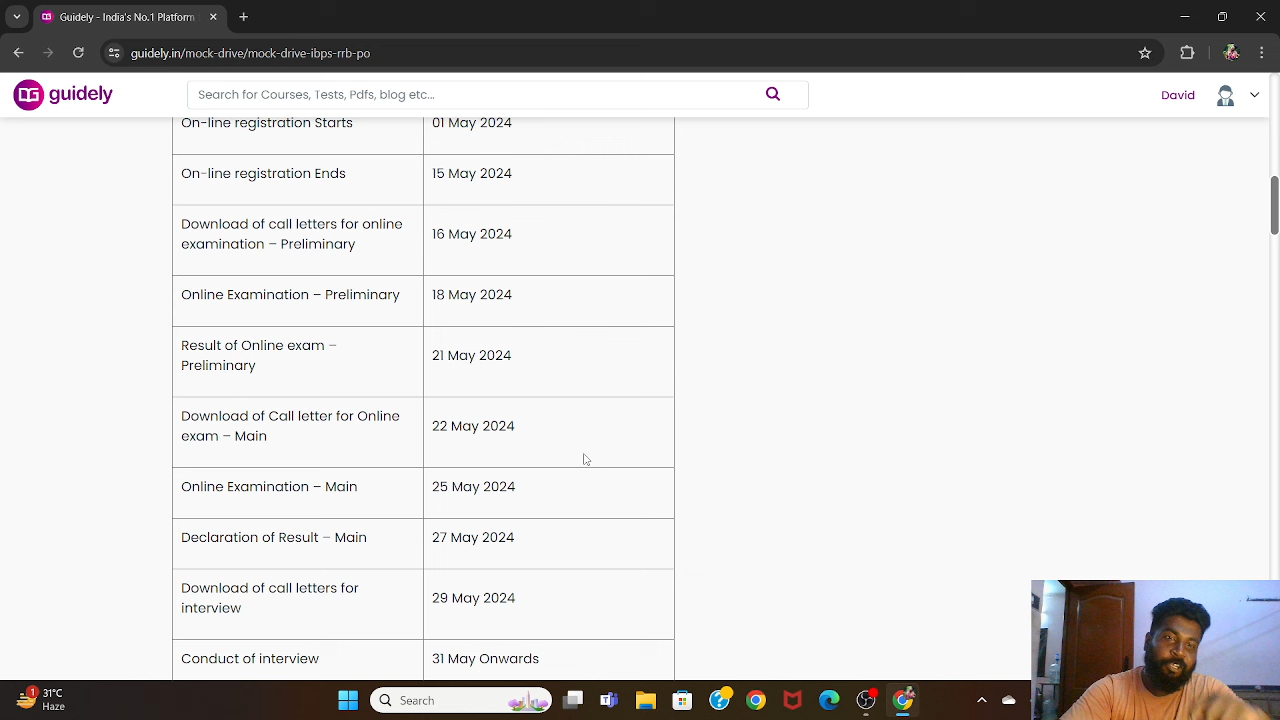 Guidely - India's No.1 Platform
guidely.in/mock-drive/mock-drive-ibps-rrb-po
guidely
Search for Courses, Tests, Pdfs, blog etc...
David
On-line registration Starts
01 May 2024
On-line registration Ends
15 May 2024
Download of call letters for online
examination – Preliminary
16 May 2024
Online Examination – Preliminary
18 May 2024
Result of Online exam –
Preliminary
21 May 2024
Download of Call letter for Online
exam – Main
22 May 2024
Online Examination – Main
25 May 2024
Declaration of Result – Main
27 May 2024
Download of call letters for
interview
29 May 2024
Conduct of interview
31 May Onwards
1
31°C
Haze
Search